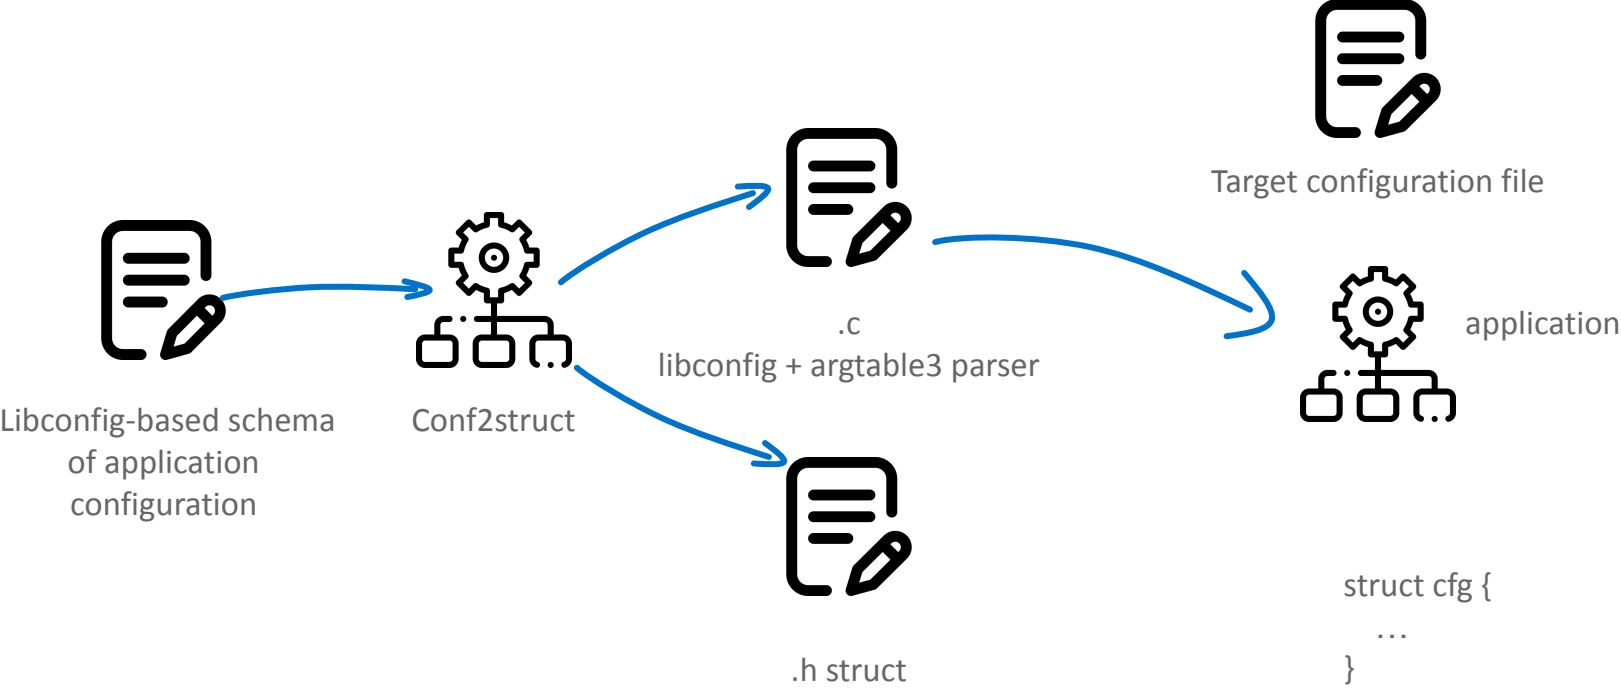 Libconfig-based schema
of application
configuration
Conf2struct
.c
libconfig + argtable3 parser
.h struct
Target configuration file
application
struct cfg {
...
}